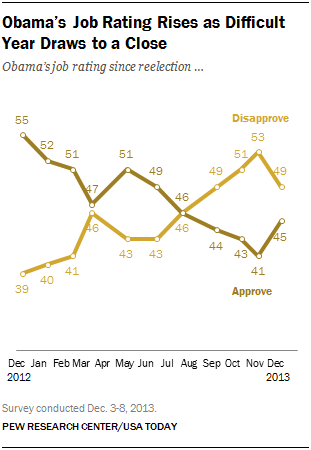 Obama's Job Rating Rises as Difficult
Year Draws to a Close
Obama's job rating since reelection ...
Disapprove
55 52 51 47 51 49 46 49 51 53 49
39 40 41 46 43 43 46 44 43 41 45
Approve
Dec Jan Feb Mar Apr May Jun Jul Aug Sep Oct Nov Dec
2012 2013
Survey conducted Dec. 3-8, 2013.
PEW RESEARCH CENTER/USA TODAY